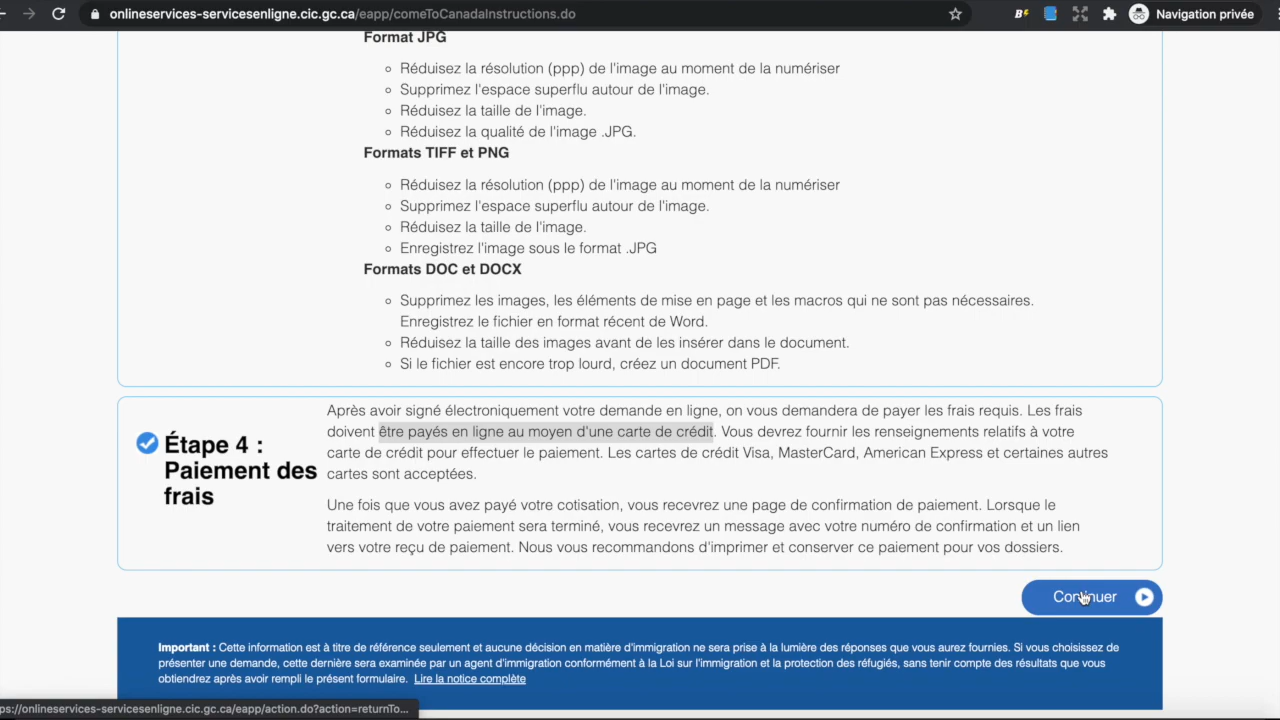 onlineservices-servicesenligne.cic.gc.ca/eapp/comeToCanadaInstructions.do
Navigation privée
Format JPG
Réduisez la résolution (ppp) de l'image au moment de la numériser
Supprimez l'espace superflu autour de l'image.
Réduisez la taille de l'image.
Réduisez la qualité de l'image .JPG.
Formats TIFF et PNG
Réduisez la résolution (ppp) de l'image au moment de la numériser
Supprimez l'espace superflu autour de l'image.
Réduisez la taille de l'image.
Enregistrez l'image sous le format .JPG
Formats DOC et DOCX
Supprimez les images, les éléments de mise en page et les macros qui ne sont pas nécessaires.
Enregistrez le fichier en format récent de Word.
Réduisez la taille des images avant de les insérer dans le document.
Si le fichier est encore trop lourd, créez un document PDF.
Étape 4 :
Paiement des
frais
Après avoir signé électroniquement votre demande en ligne, on vous demandera de payer les frais requis. Les frais
doivent être payés en ligne au moyen d'une carte de crédit. Vous devrez fournir les renseignements relatifs à votre
carte de crédit pour effectuer le paiement. Les cartes de crédit Visa, MasterCard, American Express et certaines autres
cartes sont acceptées.
Une fois que vous avez payé votre cotisation, vous recevrez une page de confirmation de paiement. Lorsque le
traitement de votre paiement sera terminé, vous recevrez un message avec votre numéro de confirmation et un lien
vers votre reçu de paiement. Nous vous recommandons d'imprimer et conserver ce paiement pour vos dossiers.
Continuer
Important : Cette information est à titre de référence seulement et aucune décision en matière d'immigration ne sera prise à la lumière des réponses que vous aurez fournies. Si vous choisissez de
présenter une demande, cette dernière sera examinée par un agent d'immigration conformément à la Loi sur l'immigration et la protection des réfugiés, sans tenir compte des résultats que vous
obtiendrez après avoir rempli le présent formulaire. Lire la notice complète
ps://onlineservices-servicesenligne.cic.gc.ca/eapp/action.do?action=returnTo...